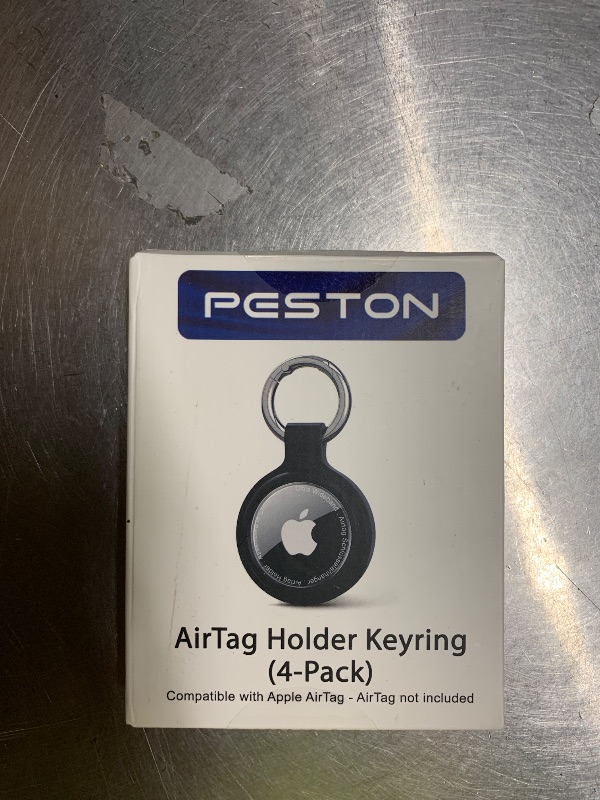 PESTON
AirTag Holder Keyring
(4-Pack)
Compatible with Apple AirTag - AirTag not included